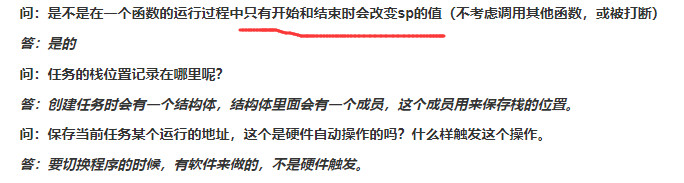 问：是不是在一个函数的运行过程中只有开始和结束时会改变sp的值（不考虑调用其他函数，或被打断）
答：是的
问：任务的栈位置记录在哪里呢？
答：创建任务时会有一个结构体，结构体里面会有一个成员，这个成员用来保存栈的位置。
问：保存当前任务某个运行的地址，这个是硬件自动操作的吗？什么样触发这个操作。
答：要切换程序的时候，有软件来做的，不是硬件触发。